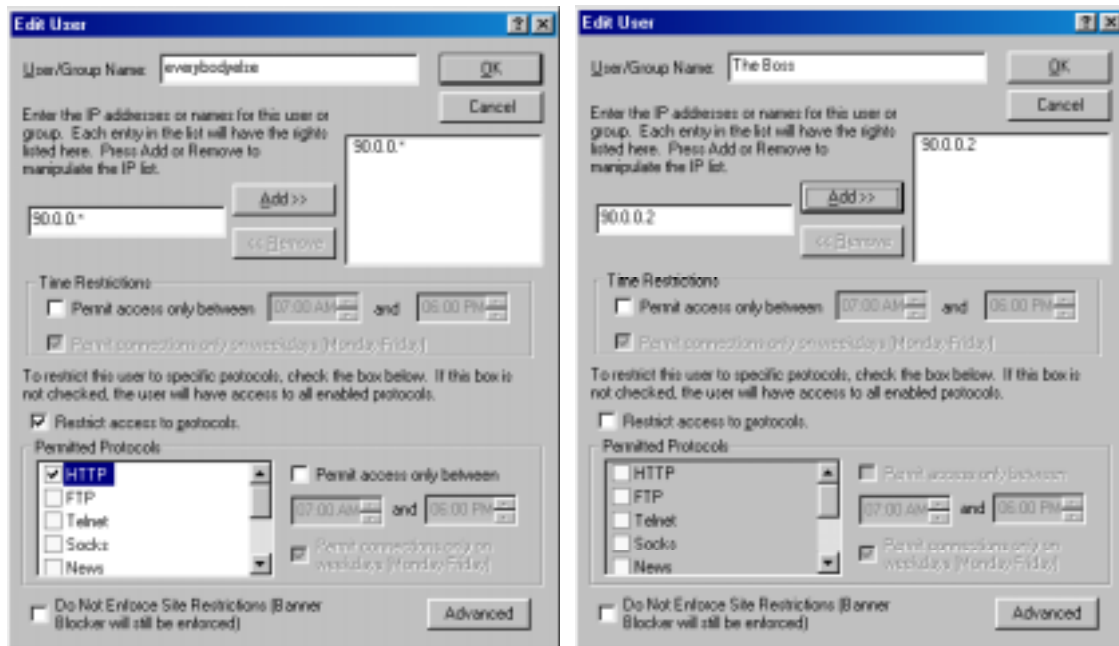 Edit User
User/Group Name:
everybodyelse
OK
Cancel
Enter the IP addresses or names for this user or
group. Each entry in the list will have the rights
listed here. Press Add or Remove to
manipulate the IP list.
90.0.0.*
Add >>
90.0.0.*
<< Remove
Time Restrictions
Permit access only between
07:00 AM
and
06:00 PM
Permit connections only on weekdays (Monday-Friday)
To restrict this user to specific protocols, check the box below. If this box is
not checked, the user will have access to all enabled protocols.
Restrict access to protocols.
Permitted Protocols
HTTP
FTP
Telnet
Socks
News
Permit access only between
07:00 AM
and
06:00 PM
Permit connections only on
weekdays (Monday-Friday)
Do Not Enforce Site Restrictions (Banner
Blocker will still be enforced)
Advanced
Edit User
User/Group Name:
The Boss
OK
Cancel
Enter the IP addresses or names for this user or
group. Each entry in the list will have the rights
listed here. Press Add or Remove to
manipulate the IP list.
90.0.0.2
Add >>
90.0.0.2
<< Remove
Time Restrictions
Permit access only between
07:00 AM
and
06:00 PM
Permit connections only on weekdays (Monday-Friday)
To restrict this user to specific protocols, check the box below. If this box is
not checked, the user will have access to all enabled protocols.
Restrict access to protocols.
Permitted Protocols
HTTP
FTP
Telnet
Socks
News
Permit access only between
07:00 AM
and
06:00 PM
Permit connections only on
weekdays (Monday-Friday)
Do Not Enforce Site Restrictions (Banner
Blocker will still be enforced)
Advanced